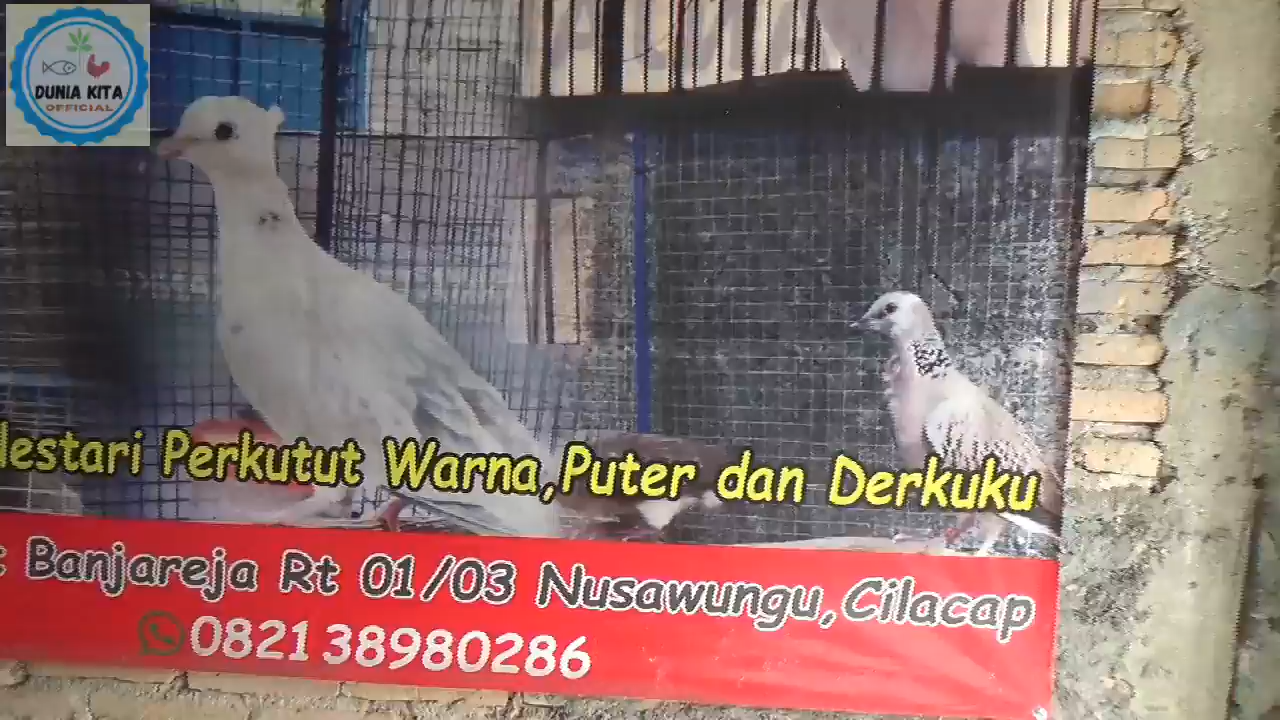 DUNIA KITA
OFFICIAL
lestari Perkutut Warna,Puter dan Derkuku
: Banjareja Rt 01/03 Nusawungu,Cilacap
0821 38980286